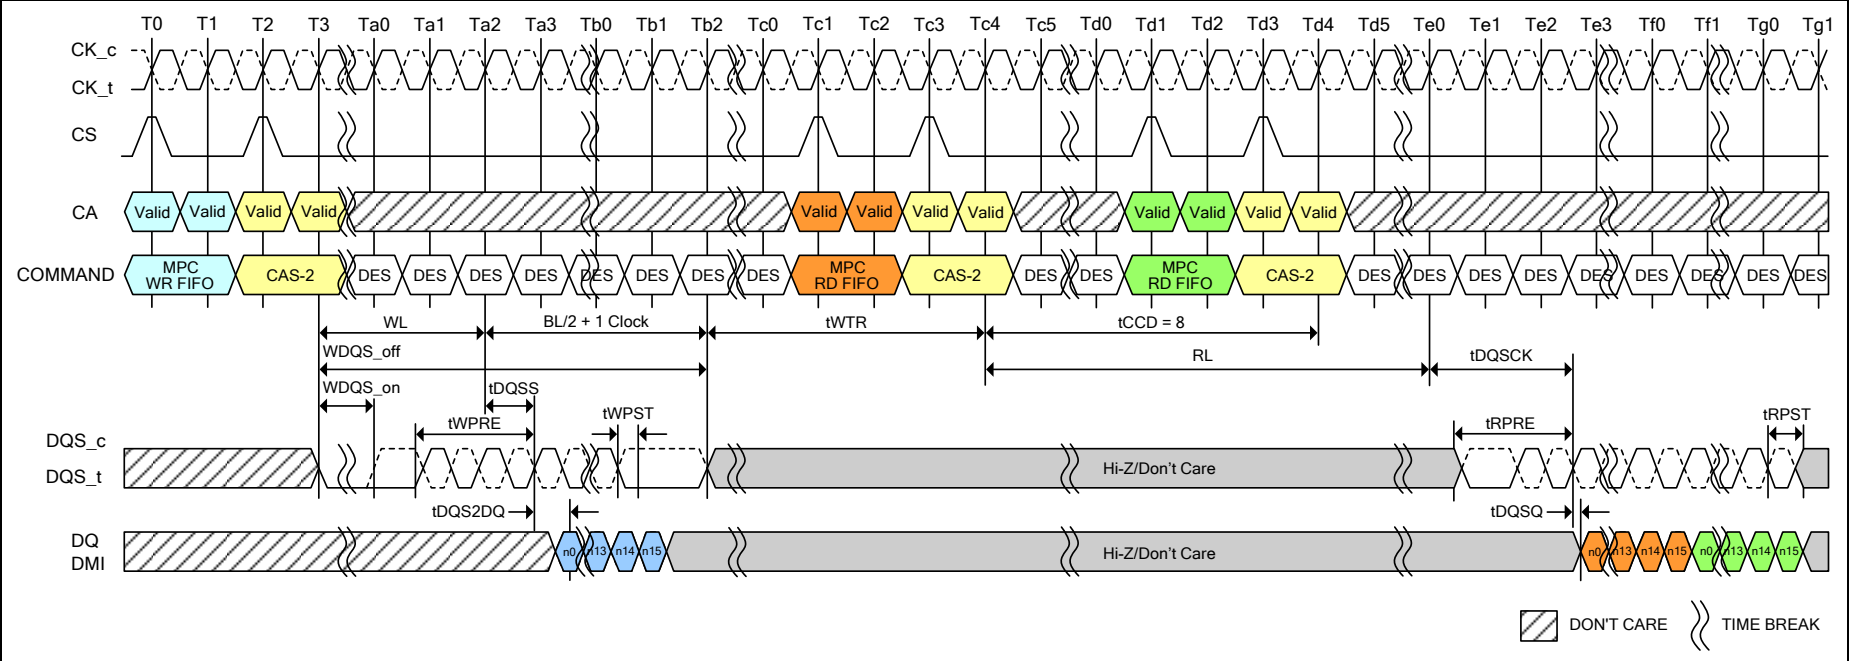 T0 T1 T2 T3 Ta0 Ta1 Ta2 Ta3 Tb0 Tb1 Tb2 Tc0 Tc1 Tc2 Tc3 Tc4 Tc5 Td0 Td1 Td2 Td3 Td4 Td5 Te0 Te1 Te2 Te3 Tf0 Tf1 Tg0 Tg1
CK_c
CK_t
CS
CA Valid Valid Valid Valid Valid Valid Valid Valid Valid Valid Valid Valid
COMMAND MPC WR FIFO CAS-2 DES DES DES DES DES DES DES DES MPC RD FIFO CAS-2 DES DES MPC RD FIFO CAS-2 DES DES DES DES DES DES DES DES DES
WL BL/2 + 1 Clock tWTR tCCD = 8
WDQS_off RL tDQSCK
WDQS_on tDQSS
tWPRE tWPST tRPRE tRPST
DQS_c
DQS_t Hi-Z/Don't Care
tDQS2DQ tDQSQ
DQ
DMI n0 n13 n14 n15 Hi-Z/Don't Care n0 n13 n14 n15 n0 n13 n14 n15
DON'T CARE TIME BREAK